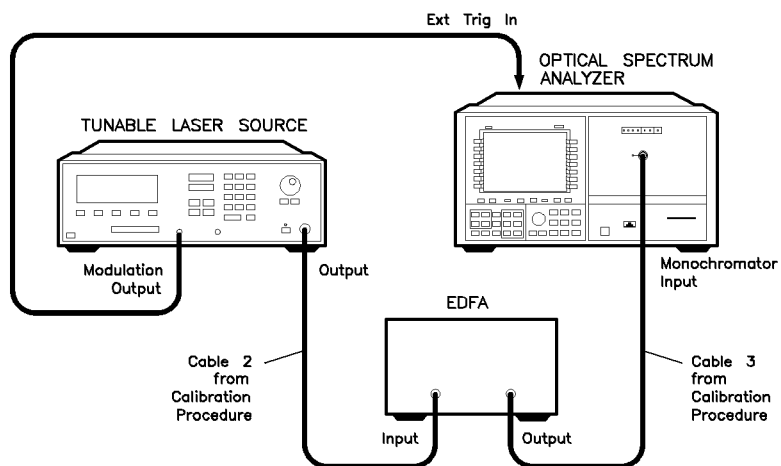 Ext Trig In
OPTICAL SPECTRUM
ANALYZER
TUNABLE LASER SOURCE
Modulation
Output
Output
Monochromator
Input
EDFA
Cable 2
from
Calibration
Procedure
Cable 3
from
Calibration
Procedure
Input
Output